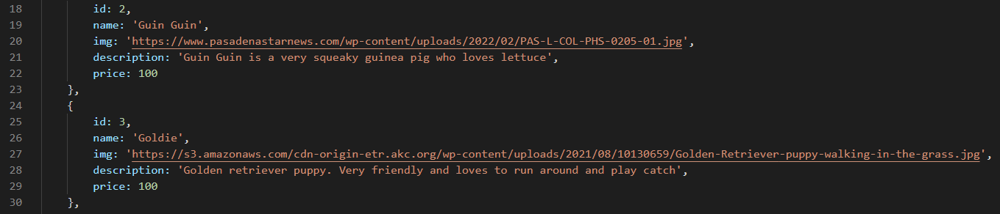 18 id: 2,
19 name: 'Guin Guin',
20 img: 'https://www.pasadenastarnews.com/wp-content/uploads/2022/02/PAS-L-COL-PHS-0205-01.jpg',
21 description: 'Guin Guin is a very squeaky guinea pig who loves lettuce',
22 price: 100
23 },
24 {
25 id: 3,
26 name: 'Goldie',
27 img: 'https://s3.amazonaws.com/cdn-origin-etr.akc.org/wp-content/uploads/2021/08/10130659/Golden-Retriever-puppy-walking-in-the-grass.jpg',
28 description: 'Golden retriever puppy. Very friendly and loves to run around and play catch',
29 price: 100
30 },